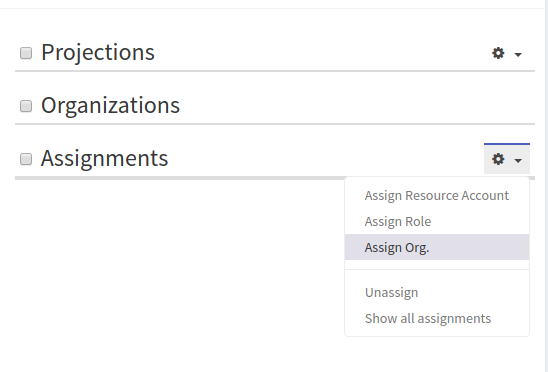 Projections
Organizations
Assignments
Assign Resource Account
Assign Role
Assign Org.
Unassign
Show all assignments